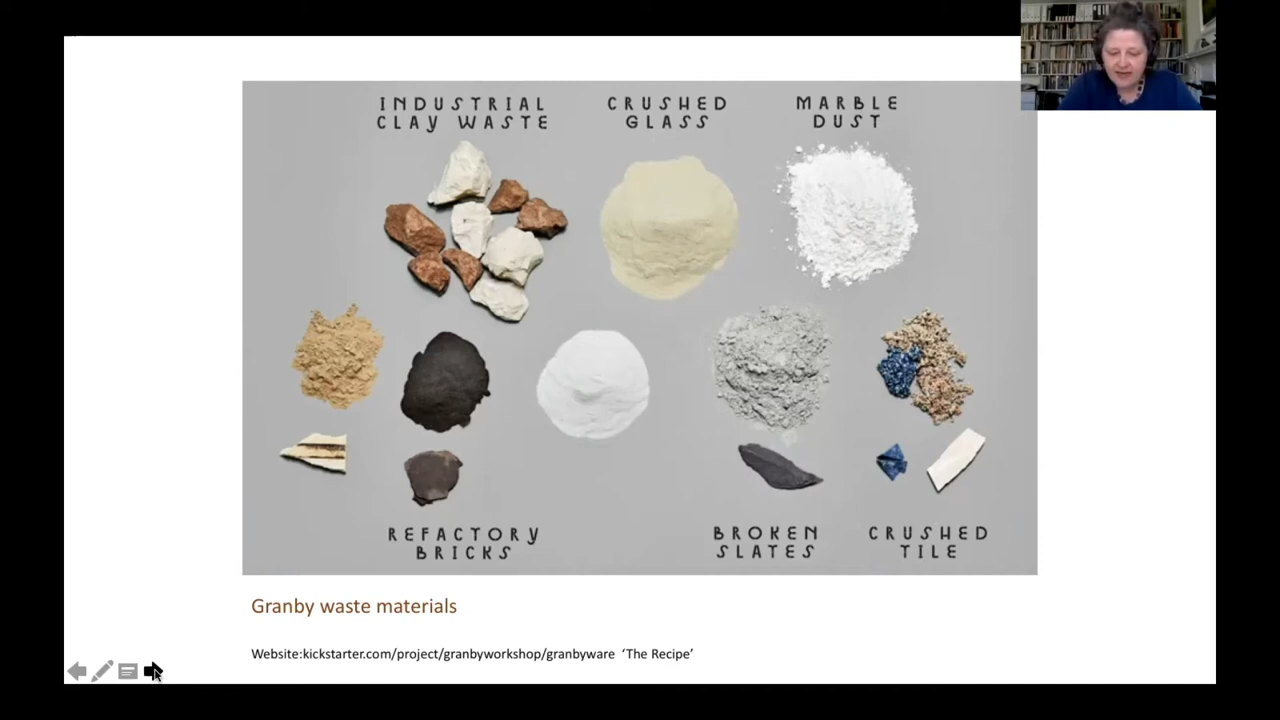 INDUSTRIAL
CLAY WASTE
CRUSHED
GLASS
MARBLE
DUST
REFACTORY
BRICKS
BROKEN
SLATES
CRUSHED
TILE
Granby waste materials
Website:kickstarter.com/project/granbyworkshop/granbyware ‘The Recipe’